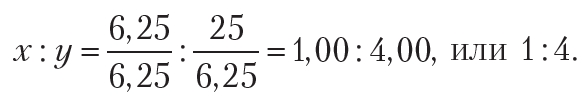 x : y = 6,25/6,25 : 25/6,25 = 1,00 : 4,00, или 1 : 4.